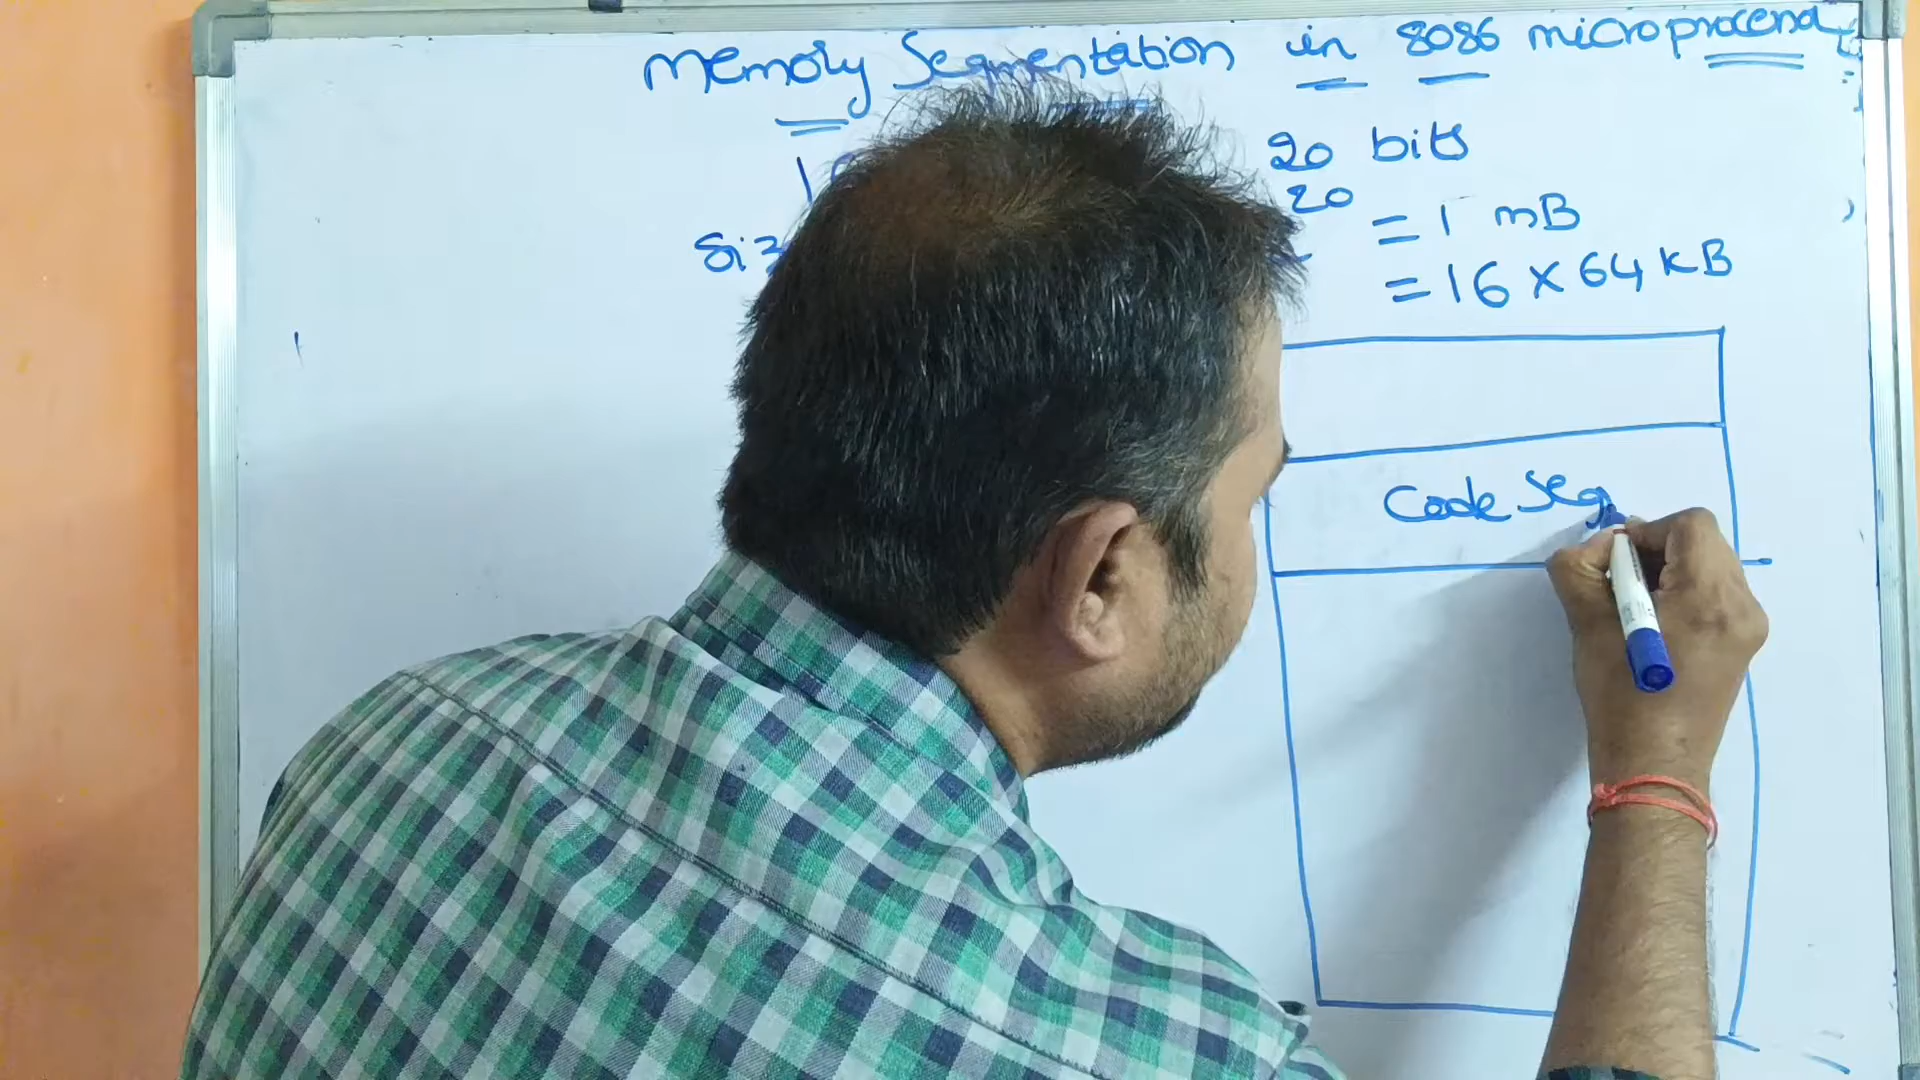 Memory Segmentation in 8086 microprocessor
20 bits
20
= 1 mB
= 16 x 64 KB
Code Seg